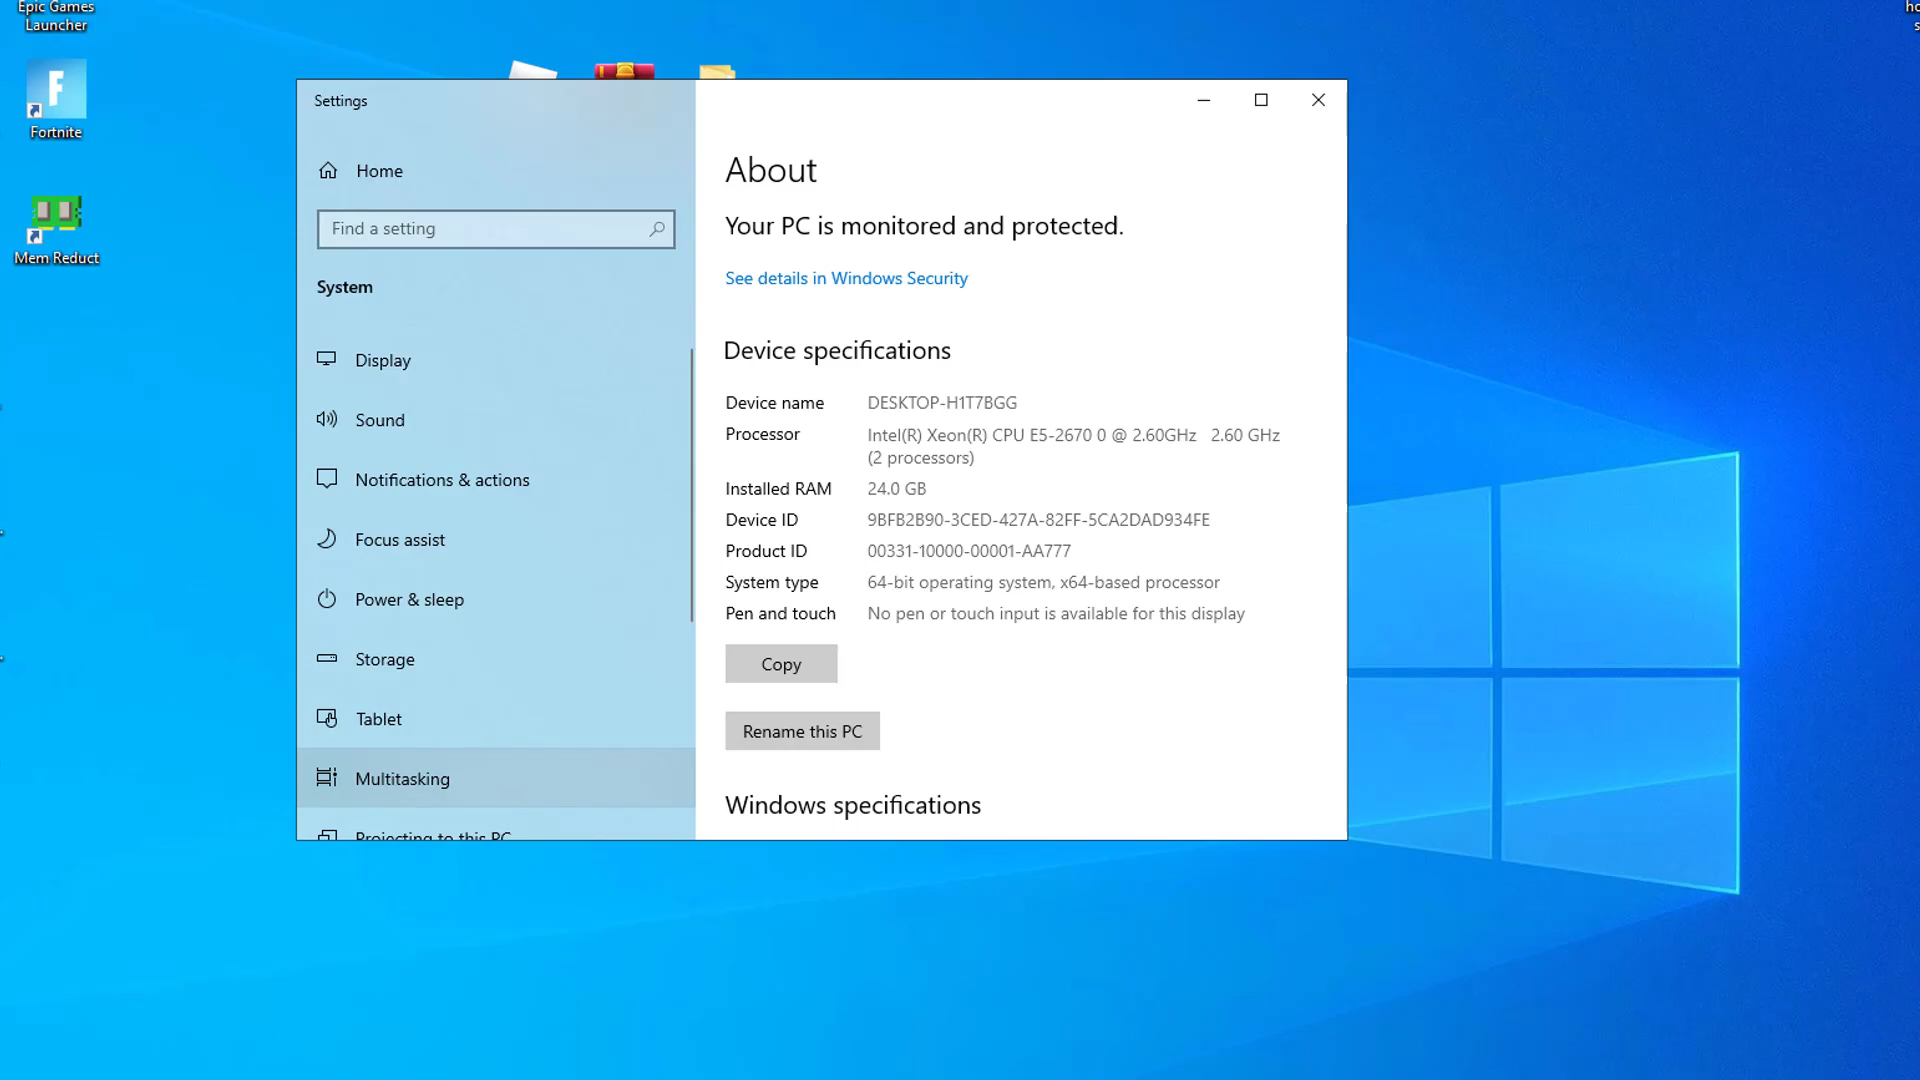 Epic Games
Launcher
Fortnite
Mem Reduct
Settings
Home
Find a setting
System
Display
Sound
Notifications & actions
Focus assist
Power & sleep
Storage
Tablet
Multitasking
Projecting to this PC
About
Your PC is monitored and protected.
See details in Windows Security
Device specifications
Device name DESKTOP-H1T7BGG
Processor Intel(R) Xeon(R) CPU E5-2670 0 @ 2.60GHz 2.60 GHz
(2 processors)
Installed RAM 24.0 GB
Device ID 9BFB2B90-3CED-427A-82FF-5CA2DAD934FE
Product ID 00331-10000-00001-AA777
System type 64-bit operating system, x64-based processor
Pen and touch No pen or touch input is available for this display
Copy
Rename this PC
Windows specifications